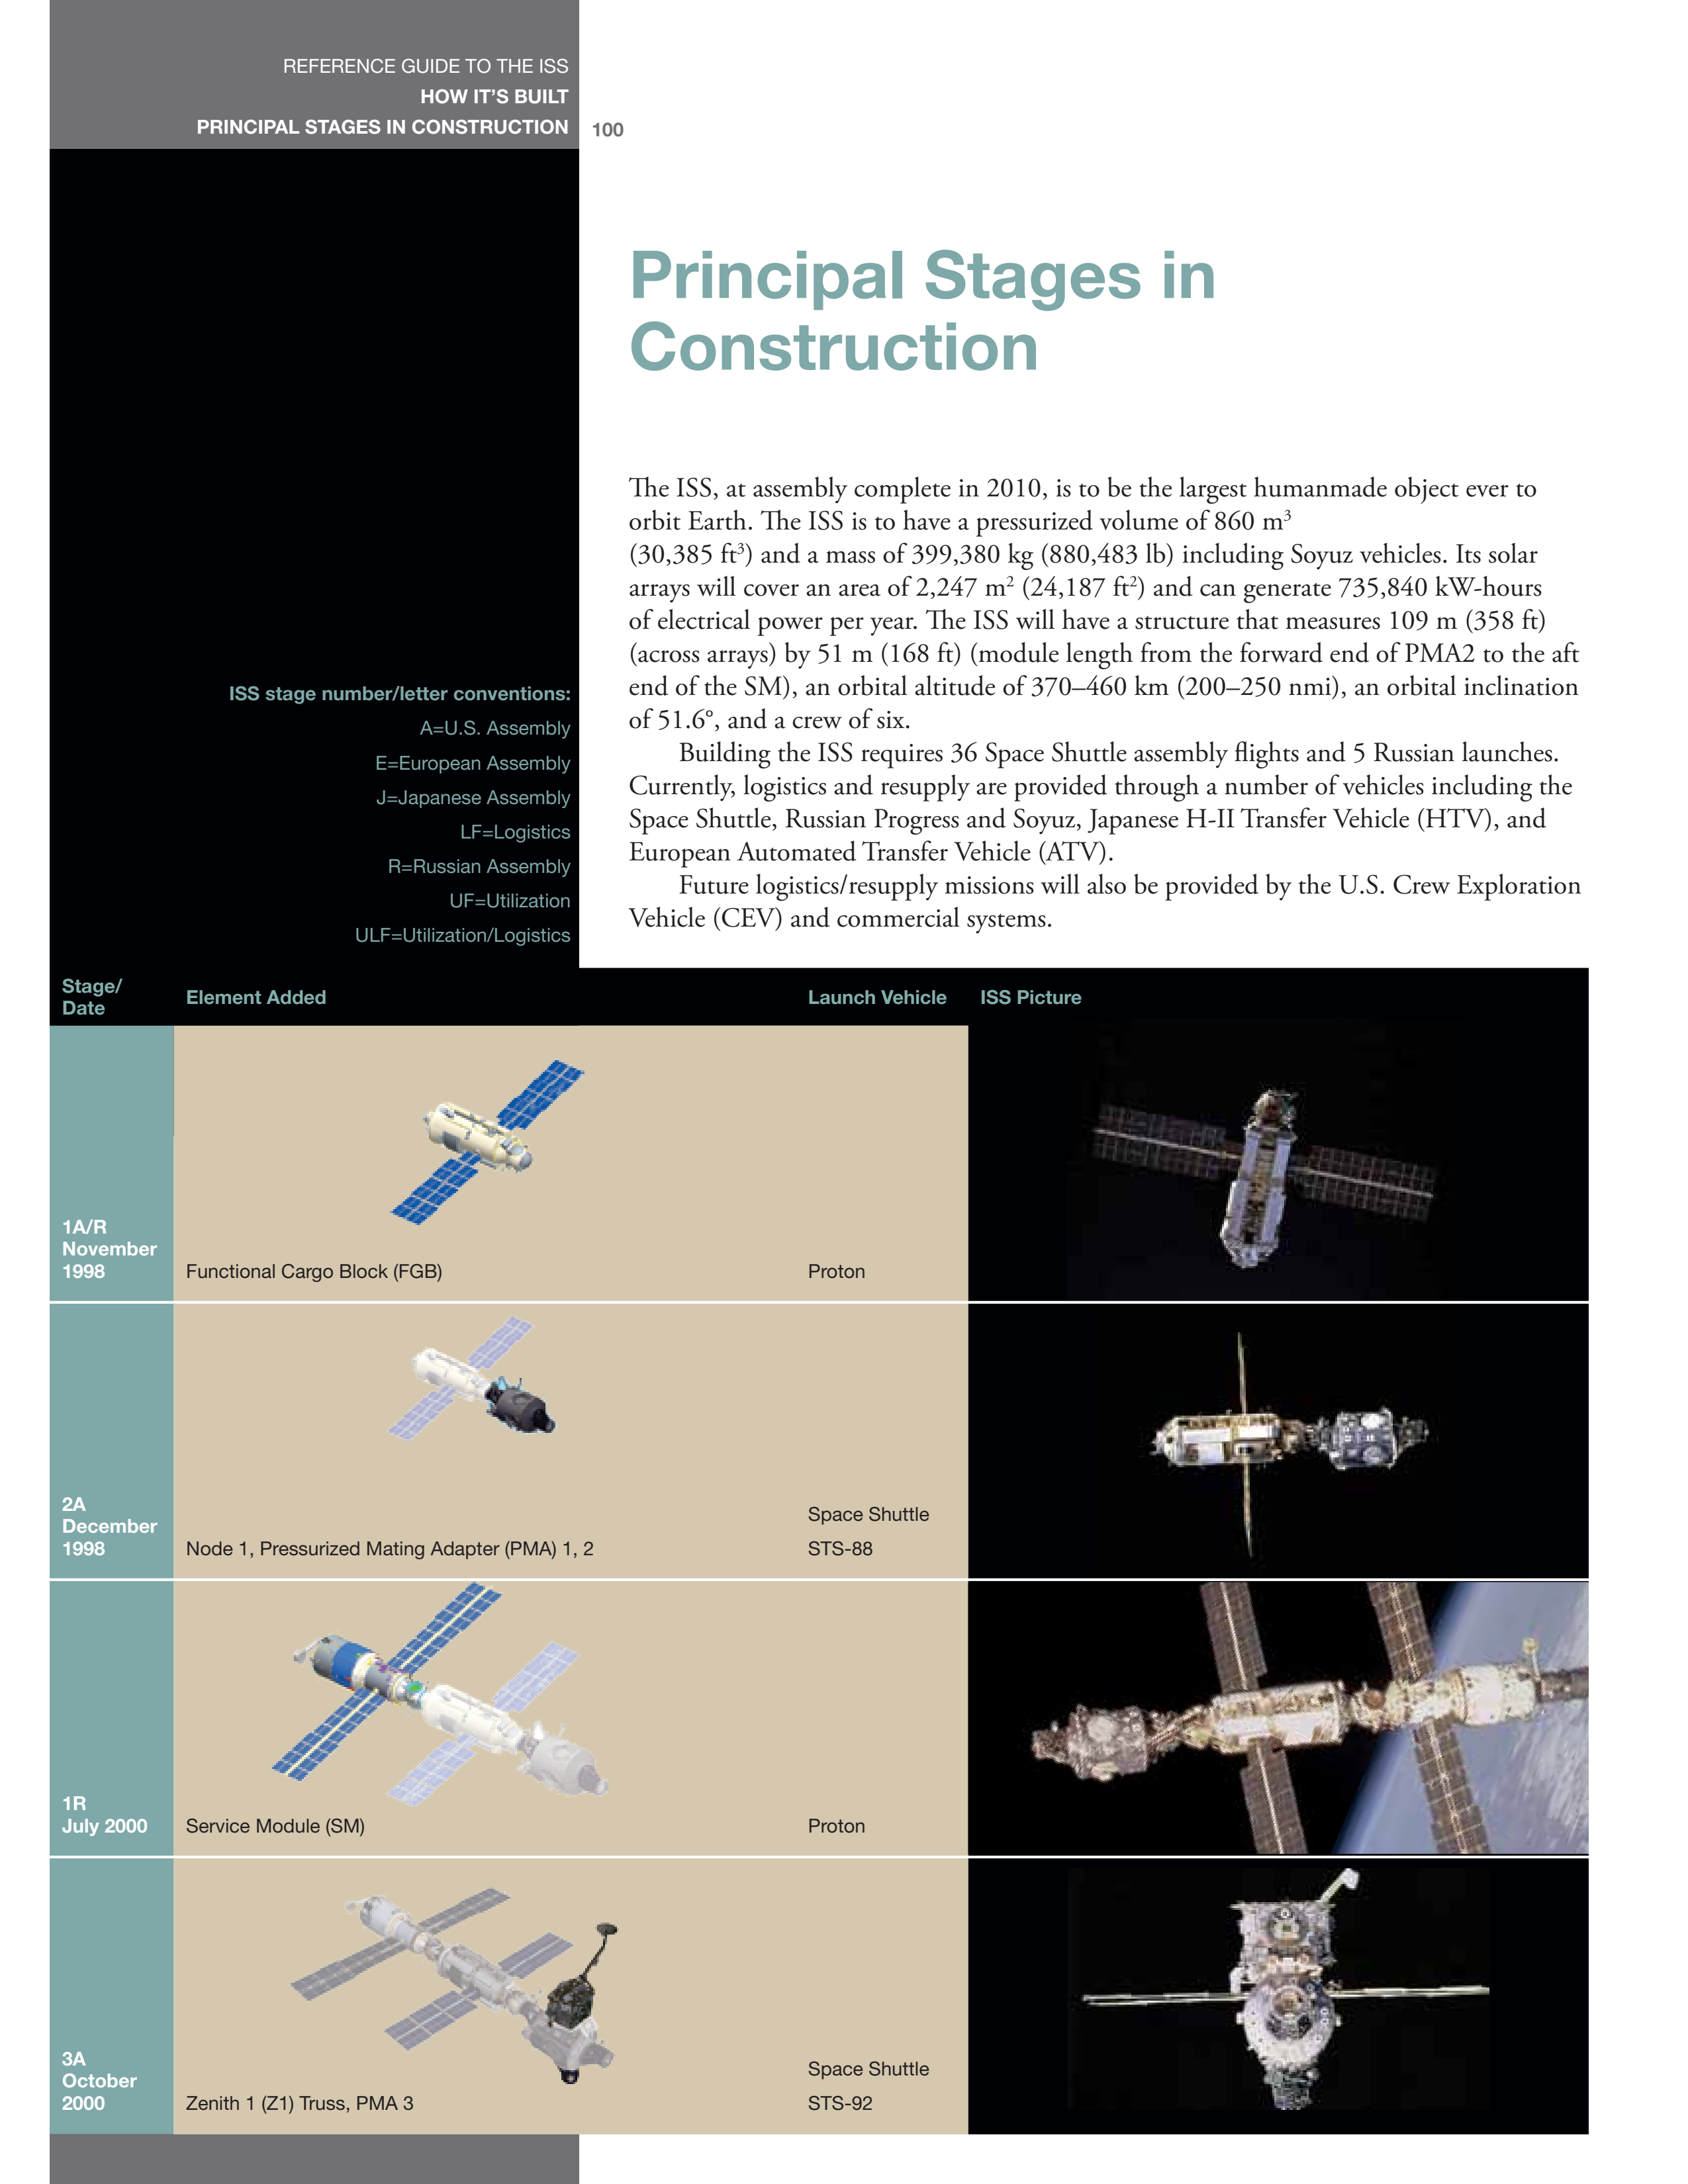 REFERENCE GUIDE TO THE ISS
HOW IT’S BUILT
PRINCIPAL STAGES IN CONSTRUCTION
100
Principal Stages in
Construction
The ISS, at assembly complete in 2010, is to be the largest humanmade object ever to
orbit Earth. The ISS is to have a pressurized volume of 860 m³
(30,385 ft³) and a mass of 399,380 kg (880,483 lb) including Soyuz vehicles. Its solar
arrays will cover an area of 2,247 m² (24,187 ft²) and can generate 735,840 kW-hours
of electrical power per year. The ISS will have a structure that measures 109 m (358 ft)
(across arrays) by 51 m (168 ft) (module length from the forward end of PMA2 to the aft
end of the SM), an orbital altitude of 370–460 km (200–250 nmi), an orbital inclination
of 51.6°, and a crew of six.
Building the ISS requires 36 Space Shuttle assembly flights and 5 Russian launches.
Currently, logistics and resupply are provided through a number of vehicles including the
Space Shuttle, Russian Progress and Soyuz, Japanese H-II Transfer Vehicle (HTV), and
European Automated Transfer Vehicle (ATV).
Future logistics/resupply missions will also be provided by the U.S. Crew Exploration
Vehicle (CEV) and commercial systems.
ISS stage number/letter conventions:
A=U.S. Assembly
E=European Assembly
J=Japanese Assembly
LF=Logistics
R=Russian Assembly
UF=Utilization
ULF=Utilization/Logistics
Stage/
Date
Element Added
Launch Vehicle
ISS Picture
1A/R
November
1998
Functional Cargo Block (FGB)
Proton
2A
December
1998
Node 1, Pressurized Mating Adapter (PMA) 1, 2
Space Shuttle
STS-88
1R
July 2000
Service Module (SM)
Proton
3A
October
2000
Zenith 1 (Z1) Truss, PMA 3
Space Shuttle
STS-92